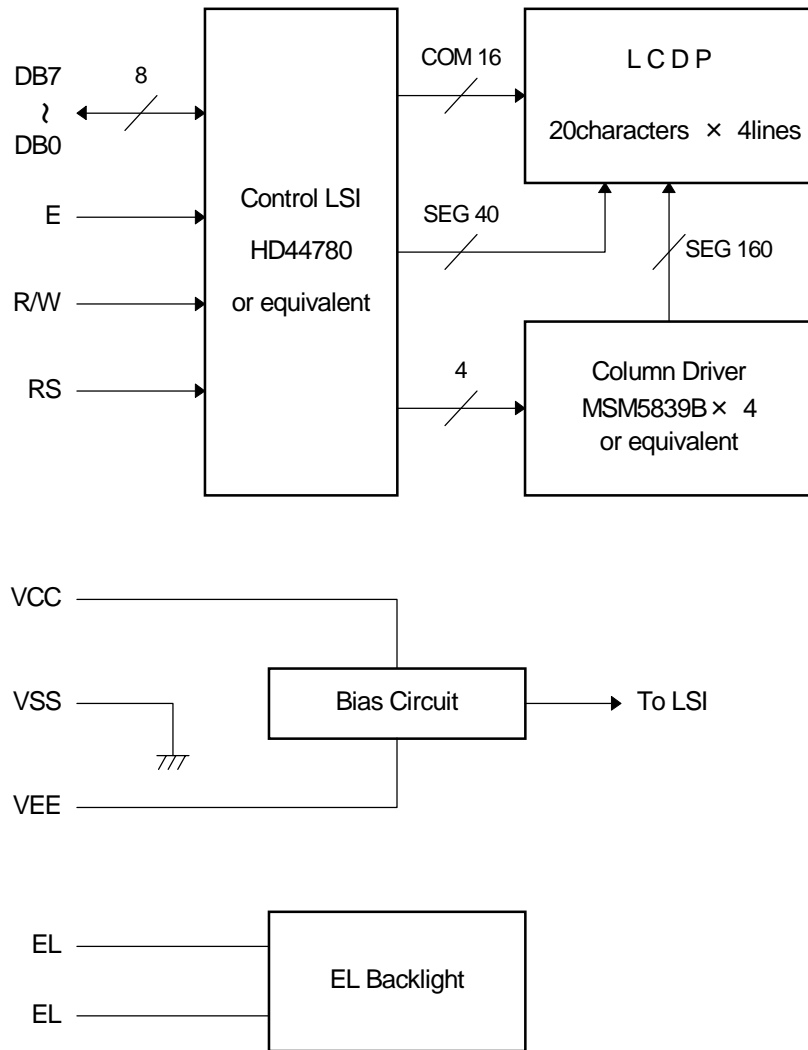 DB7
~
DB0
8
E
R/W
RS
Control LSI
HD44780
or equivalent
COM 16
SEG 40
4
L C D P
20characters × 4lines
SEG 160
Column Driver
MSM5839B × 4
or equivalent
VCC
VSS
VEE
Bias Circuit
To LSI
EL
EL
EL Backlight